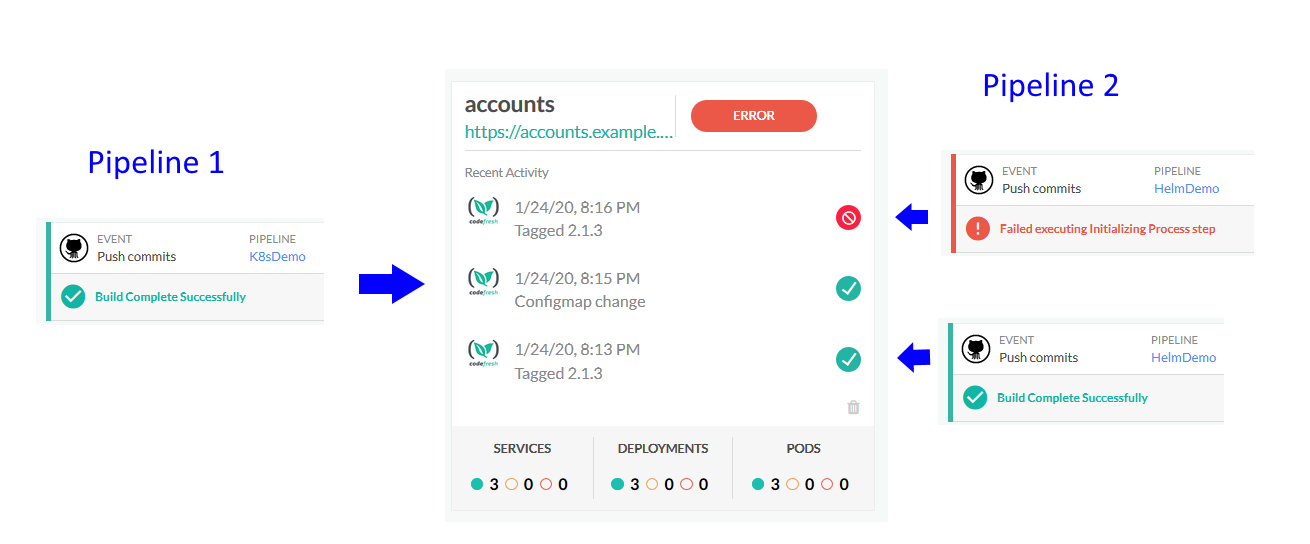 Pipeline 1
EVENT PIPELINE
Push commits K8sDemo
Build Complete Successfully
accounts
https://accounts.example....
ERROR
Recent Activity
codefresh
1/24/20, 8:16 PM
Tagged 2.1.3
codefresh
1/24/20, 8:15 PM
Configmap change
codefresh
1/24/20, 8:13 PM
Tagged 2.1.3
SERVICES DEPLOYMENTS PODS
3 0 0 3 0 0 3 0 0
Pipeline 2
EVENT PIPELINE
Push commits HelmDemo
Failed executing Initializing Process step
EVENT PIPELINE
Push commits HelmDemo
Build Complete Successfully